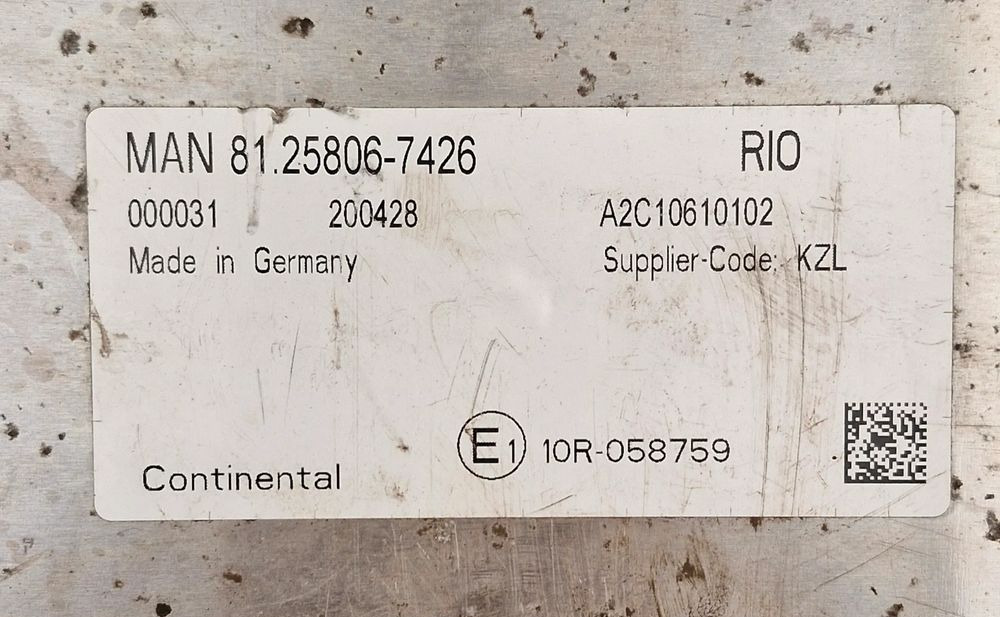 MAN 81.25806-7426 RIO
000031 200428 A2C10610102
Made in Germany Supplier-Code: KZL
E1 10R-058759
Continental